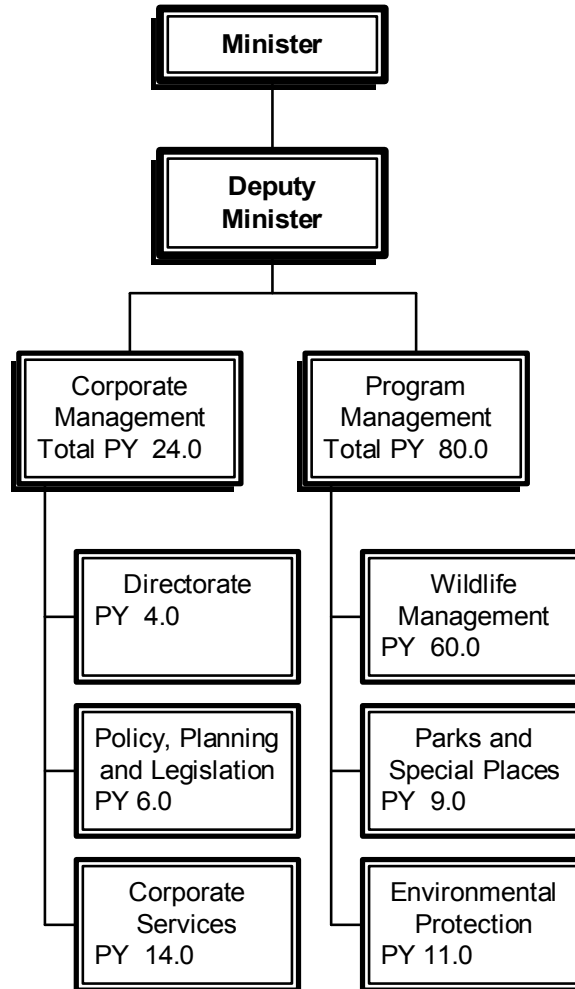 Minister
Deputy
Minister
Corporate
Management
Total PY  24.0
Program
Management
Total PY  80.0
Directorate
PY  4.0
Policy, Planning
and Legislation
PY 6.0
Corporate
Services
PY  14.0
Wildlife
Management
PY  60.0
Parks and
Special Places
PY  9.0
Environmental
Protection
PY 11.0